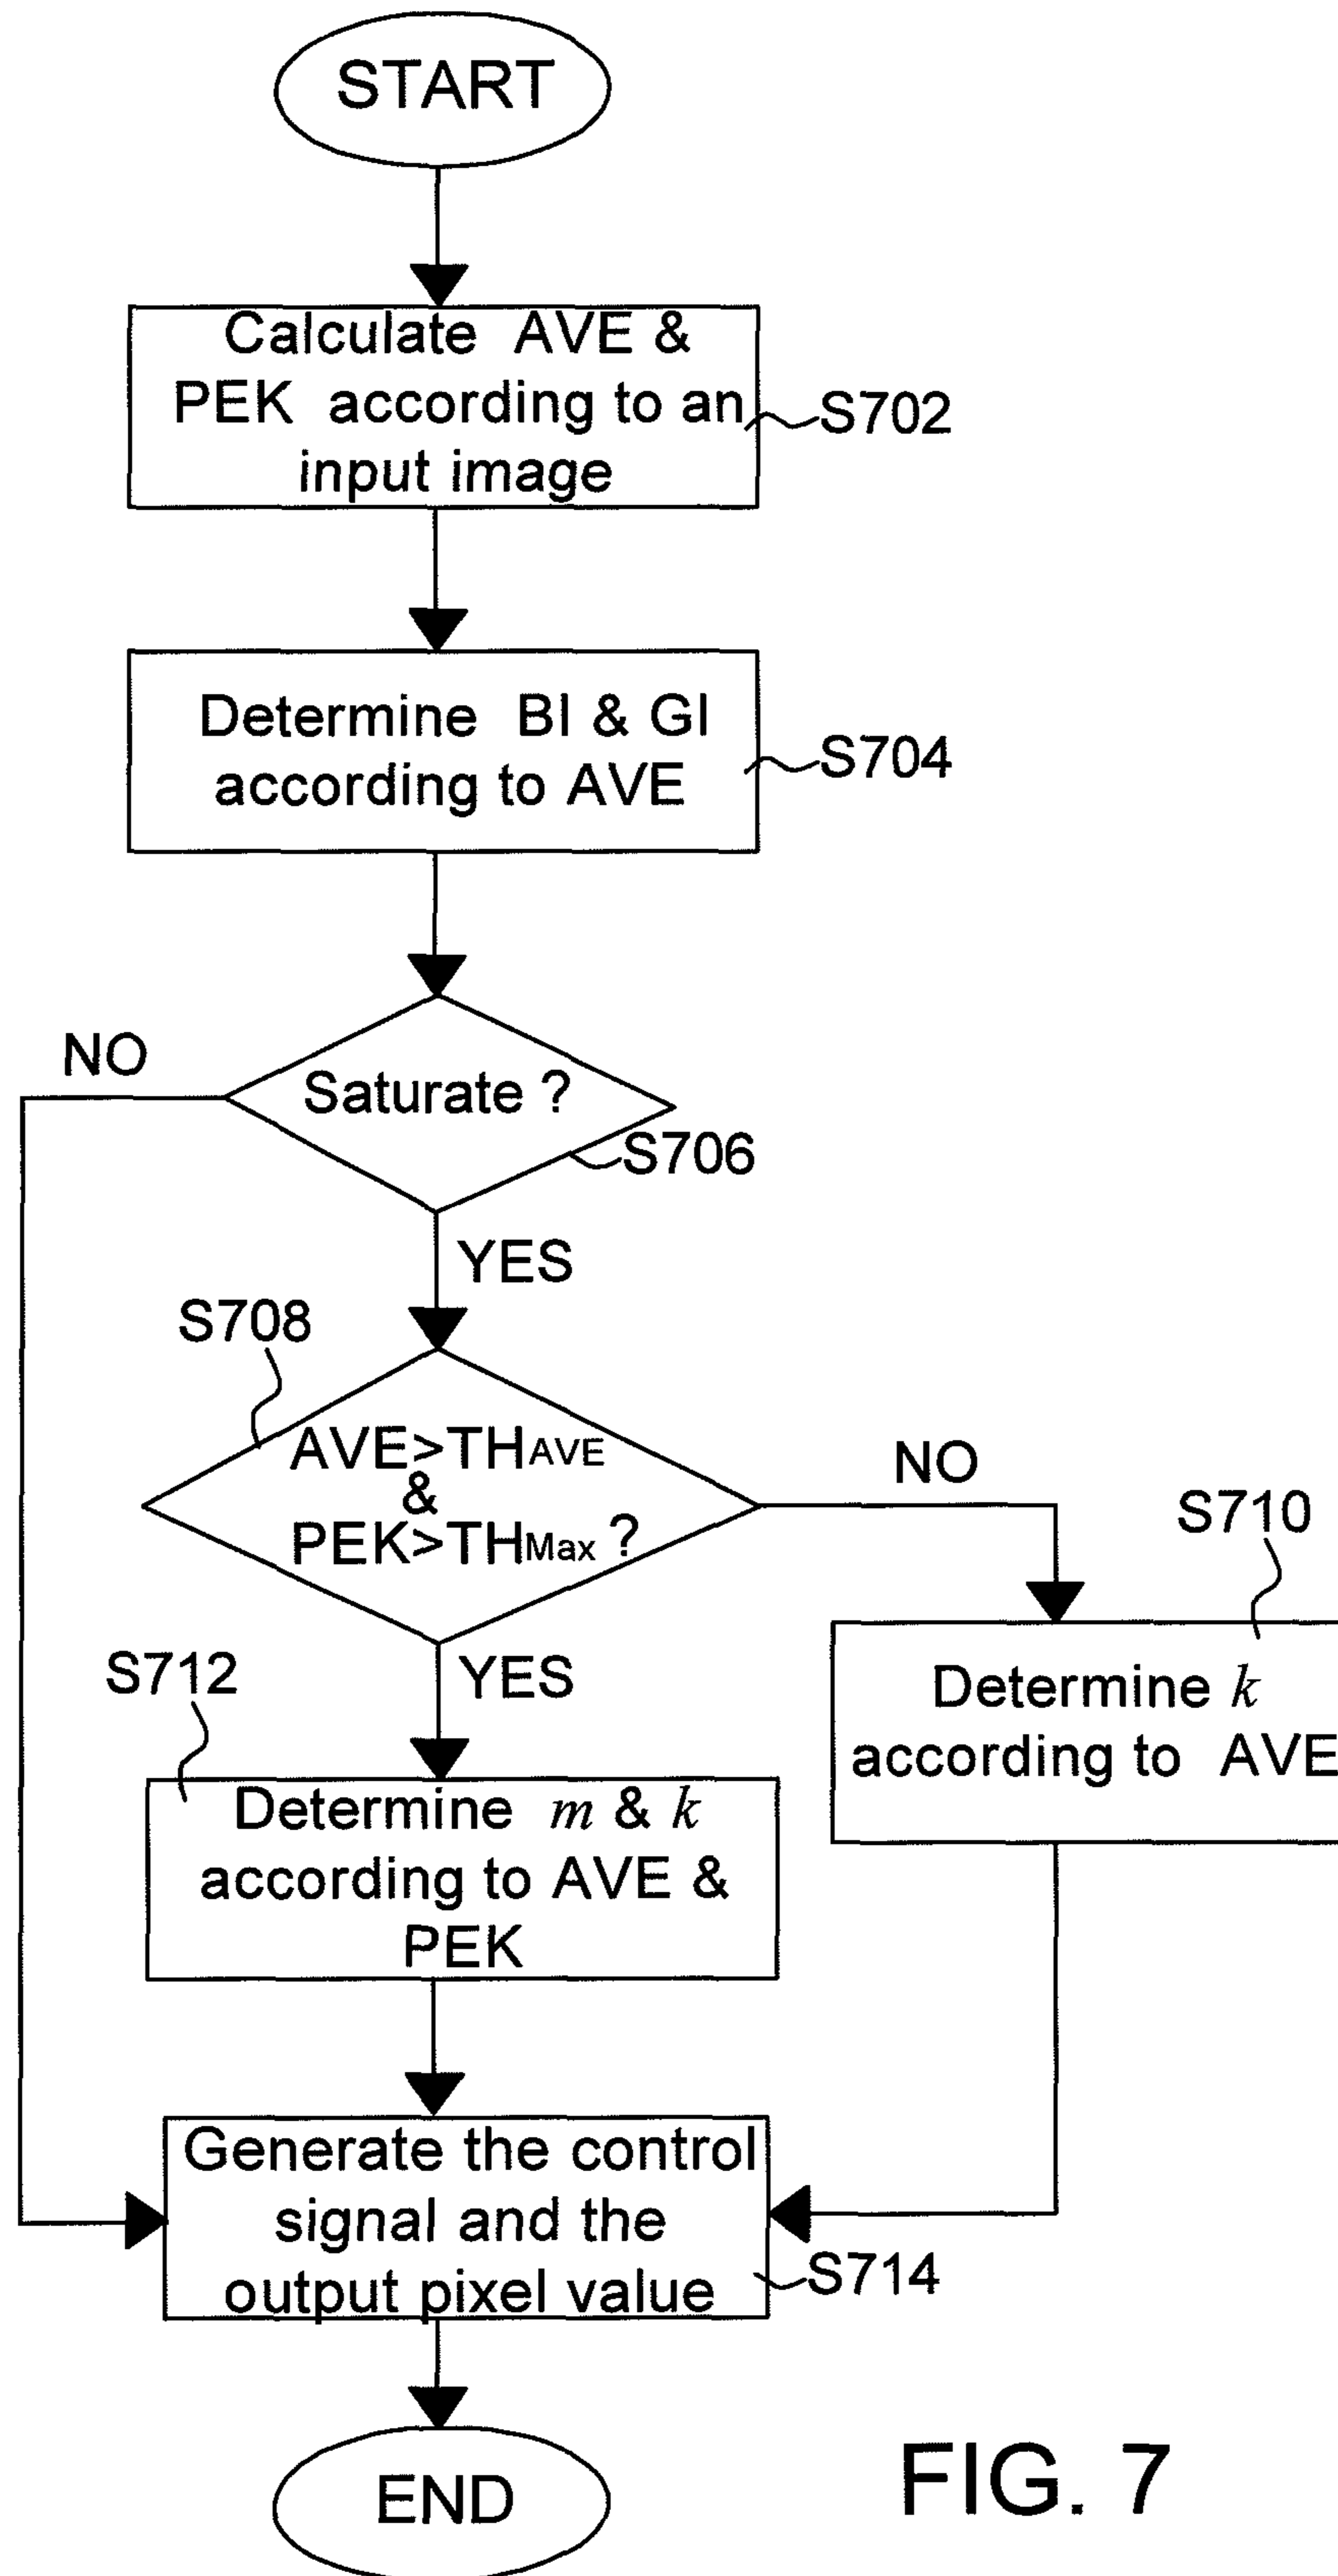 START
Calculate AVE &
PEK according to an
input image
S702
Determine BI & GI
according to AVE
S704
NO
Saturate ?
S706
YES
S708
AVE>THAVE
&
PEK>THMax ?
NO
S710
Determine k
according to AVE
S712
YES
Determine m & k
according to AVE &
PEK
Generate the control
signal and the
output pixel value
S714
END
FIG. 7